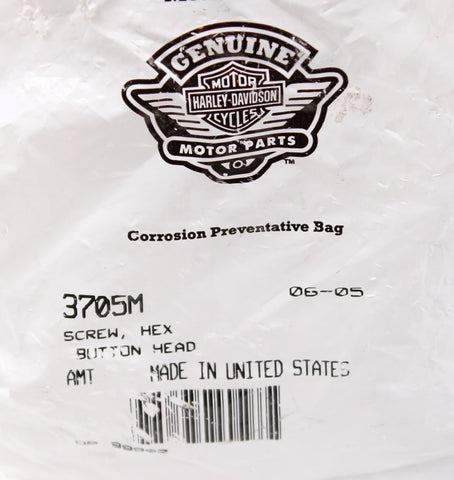 GENUINE
MOTOR
HARLEY-DAVIDSON
CYCLES
MOTOR PARTS
TM
Corrosion Preventative Bag
3705M 06-05
SCREW, HEX
BUTTON HEAD
AMT MADE IN UNITED STATES